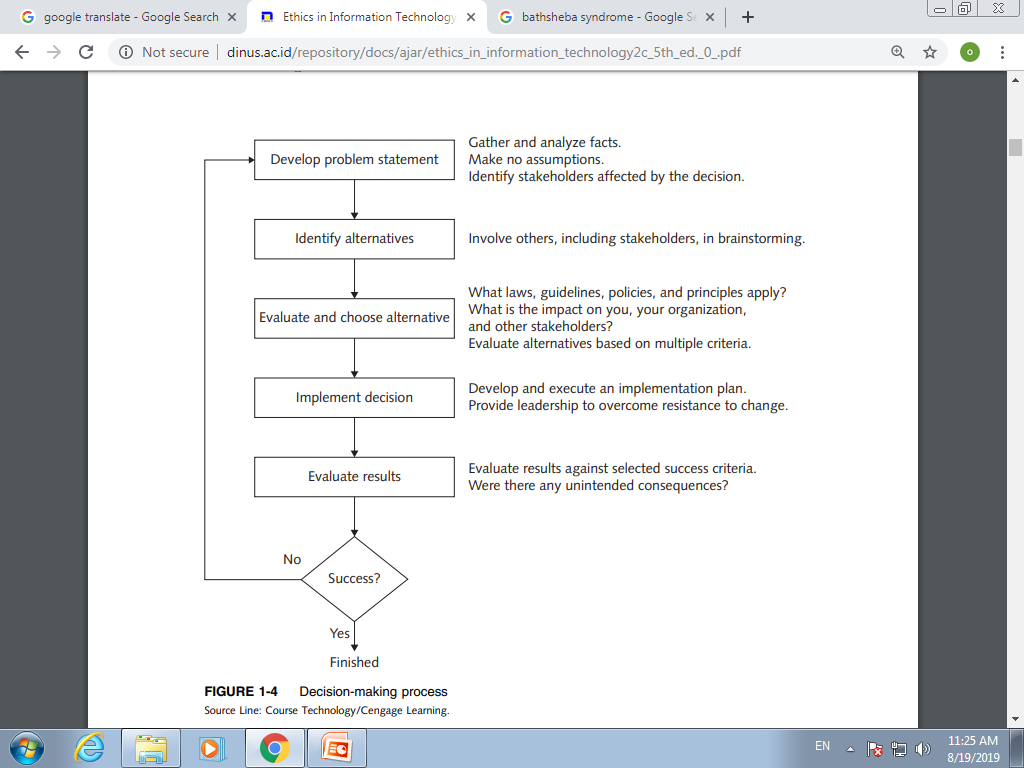 google translate - Google Search
Ethics in Information Technology
bathsheba syndrome - Google Se
Not secure
dinus.ac.id/repository/docs/ajar/ethics_in_information_technology2c_5th_ed._0_.pdf
o
Develop problem statement
Gather and analyze facts.
Make no assumptions.
Identify stakeholders affected by the decision.
Identify alternatives
Involve others, including stakeholders, in brainstorming.
Evaluate and choose alternative
What laws, guidelines, policies, and principles apply?
What is the impact on you, your organization,
and other stakeholders?
Evaluate alternatives based on multiple criteria.
Implement decision
Develop and execute an implementation plan.
Provide leadership to overcome resistance to change.
Evaluate results
Evaluate results against selected success criteria.
Were there any unintended consequences?
No
Success?
Yes
Finished
FIGURE 1-4 Decision-making process
Source Line: Course Technology/Cengage Learning.
EN
11:25 AM
8/19/2019